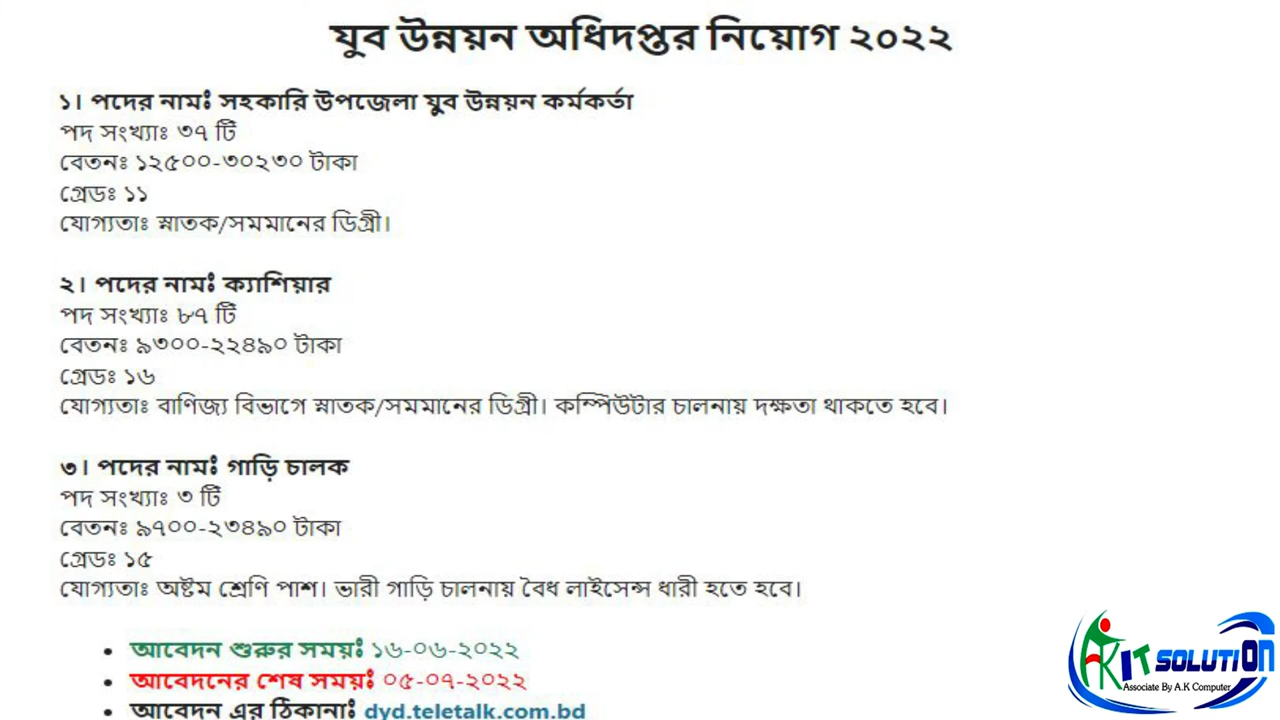 যুব উন্নয়ন অধিদপ্তর নিয়োগ ২০২২
১। পদের নামঃ সহকারি উপজেলা যুব উন্নয়ন কর্মকর্তা
পদ সংখ্যাঃ ৩৭ টি
বেতনঃ ১২৫০০-৩০২৩০ টাকা
গ্রেডঃ ১১
যোগ্যতাঃ স্নাতক/সমমানের ডিগ্রী।
২। পদের নামঃ ক্যাশিয়ার
পদ সংখ্যাঃ ৮৭ টি
বেতনঃ ৯৩০০-২২৪৯০ টাকা
গ্রেডঃ ১৬
যোগ্যতাঃ বাণিজ্য বিভাগে স্নাতক/সমমানের ডিগ্রী। কম্পিউটার চালনায় দক্ষতা থাকতে হবে।
৩। পদের নামঃ গাড়ি চালক
পদ সংখ্যাঃ ৩ টি
বেতনঃ ৯৭০০-২৩৪৯০ টাকা
গ্রেডঃ ১৫
যোগ্যতাঃ অষ্টম শ্রেণি পাশ। ভারী গাড়ি চালনায় বৈধ লাইসেন্স ধারী হতে হবে।
• আবেদন শুরুর সময়ঃ ১৬-০৬-২০২২
• আবেদনের শেষ সময়ঃ ০৫-০৭-২০২২
• আবেদন এর ঠিকানাঃ dyd.teletalk.com.bd
AK IT SOLUTION
Associate By A.K Computer